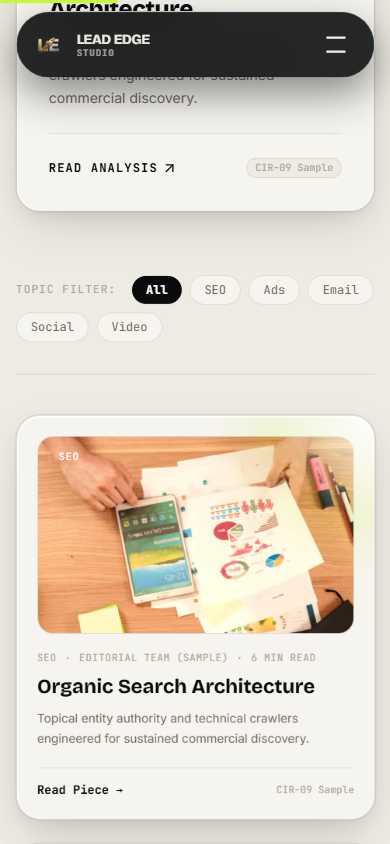 Architecture
LE LEAD EDGE
STUDIO
crawlers engineered for sustained
commercial discovery.
READ ANALYSIS ↗ CIR-09 Sample
TOPIC FILTER: All SEO Ads Email
Social Video
SEO
SEO · EDITORIAL TEAM (SAMPLE) · 6 MIN READ
Organic Search Architecture
Topical entity authority and technical crawlers
engineered for sustained commercial discovery.
Read Piece → CIR-09 Sample